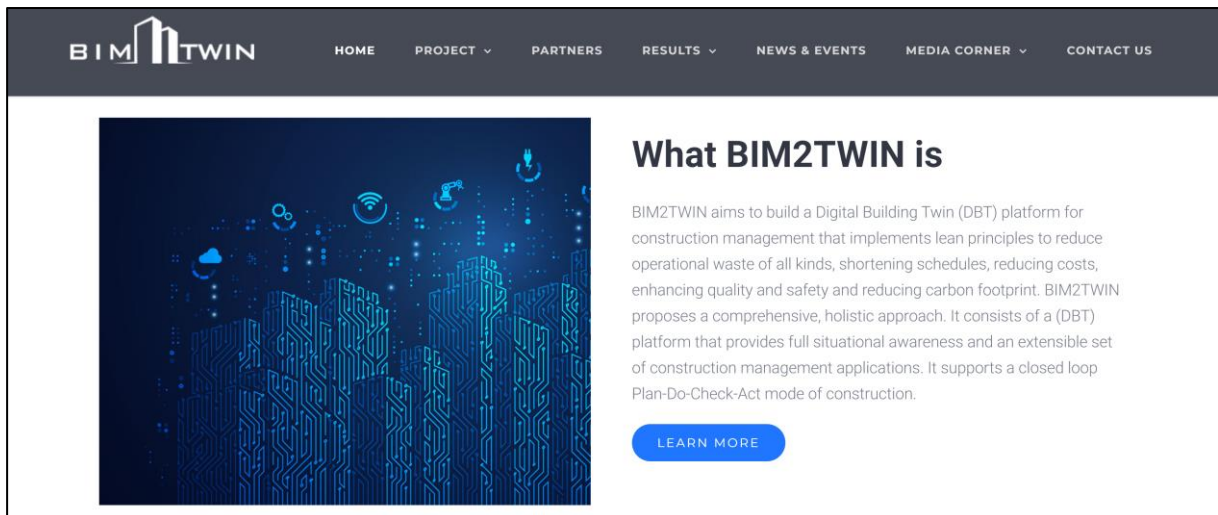 BIM TWIN
HOME PROJECT PARTNERS RESULTS NEWS & EVENTS MEDIA CORNER CONTACT US
What BIM2TWIN is
BIM2TWIN aims to build a Digital Building Twin (DBT) platform for
construction management that implements lean principles to reduce
operational waste of all kinds, shortening schedules, reducing costs,
enhancing quality and safety and reducing carbon footprint. BIM2TWIN
proposes a comprehensive, holistic approach. It consists of a (DBT)
platform that provides full situational awareness and an extensible set
of construction management applications. It supports a closed loop
Plan-Do-Check-Act mode of construction.
LEARN MORE